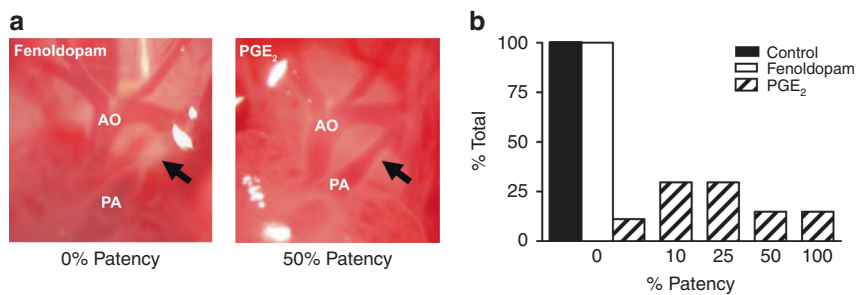 a
Fenoldopam
AO
PA
0% Patency
PGE₂
AO
PA
50% Patency
b
100
75
50
25
0
% Total
Control
Fenoldopam
PGE₂
0 10 25 50 100
% Patency